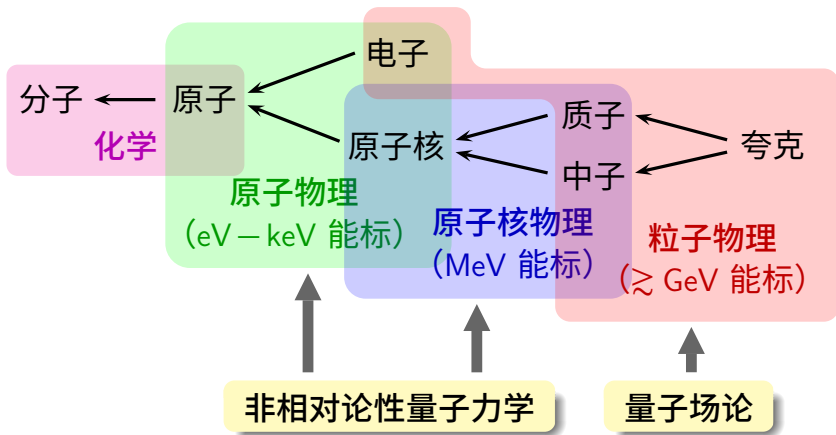 电子
分子
原子
质子
化学
原子核
夸克
中子
原子物理
（eV－keV 能标）
原子核物理
（MeV 能标）
粒子物理
（≳ GeV 能标）
非相对论性量子力学
量子场论